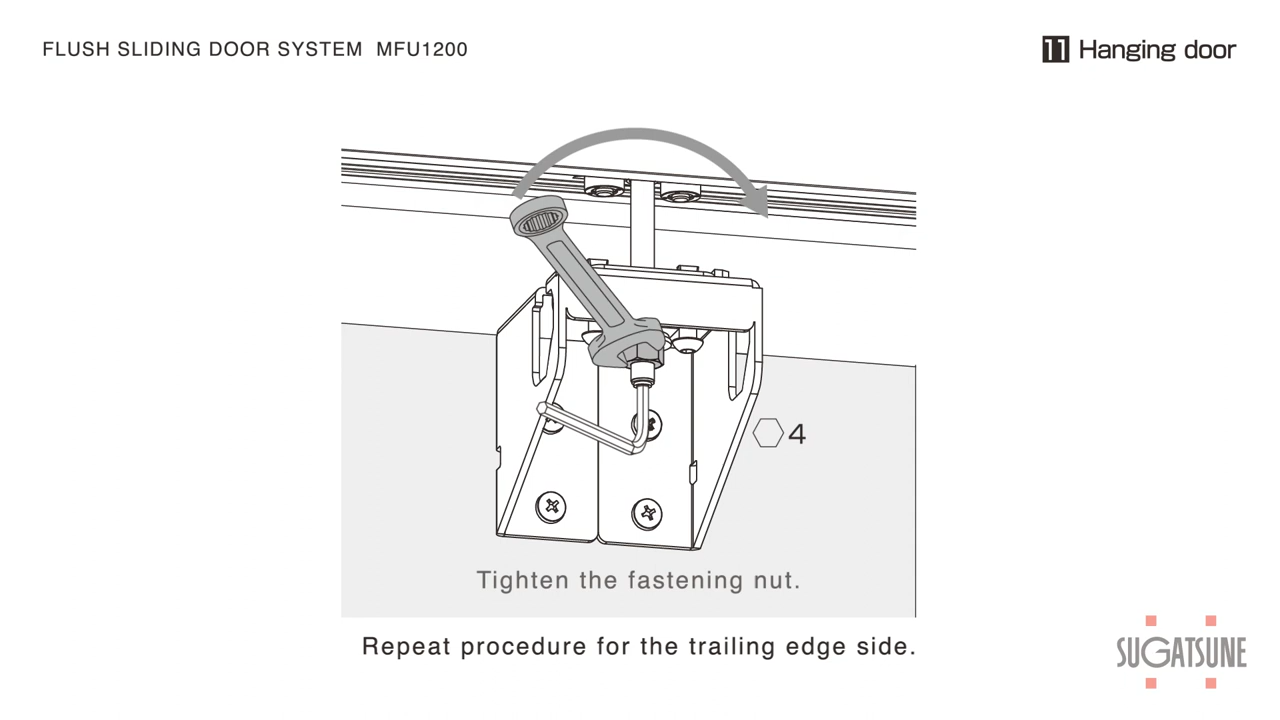 FLUSH SLIDING DOOR SYSTEM MFU1200
11 Hanging door
4
Tighten the fastening nut.
Repeat procedure for the trailing edge side.
SUGATSUNE